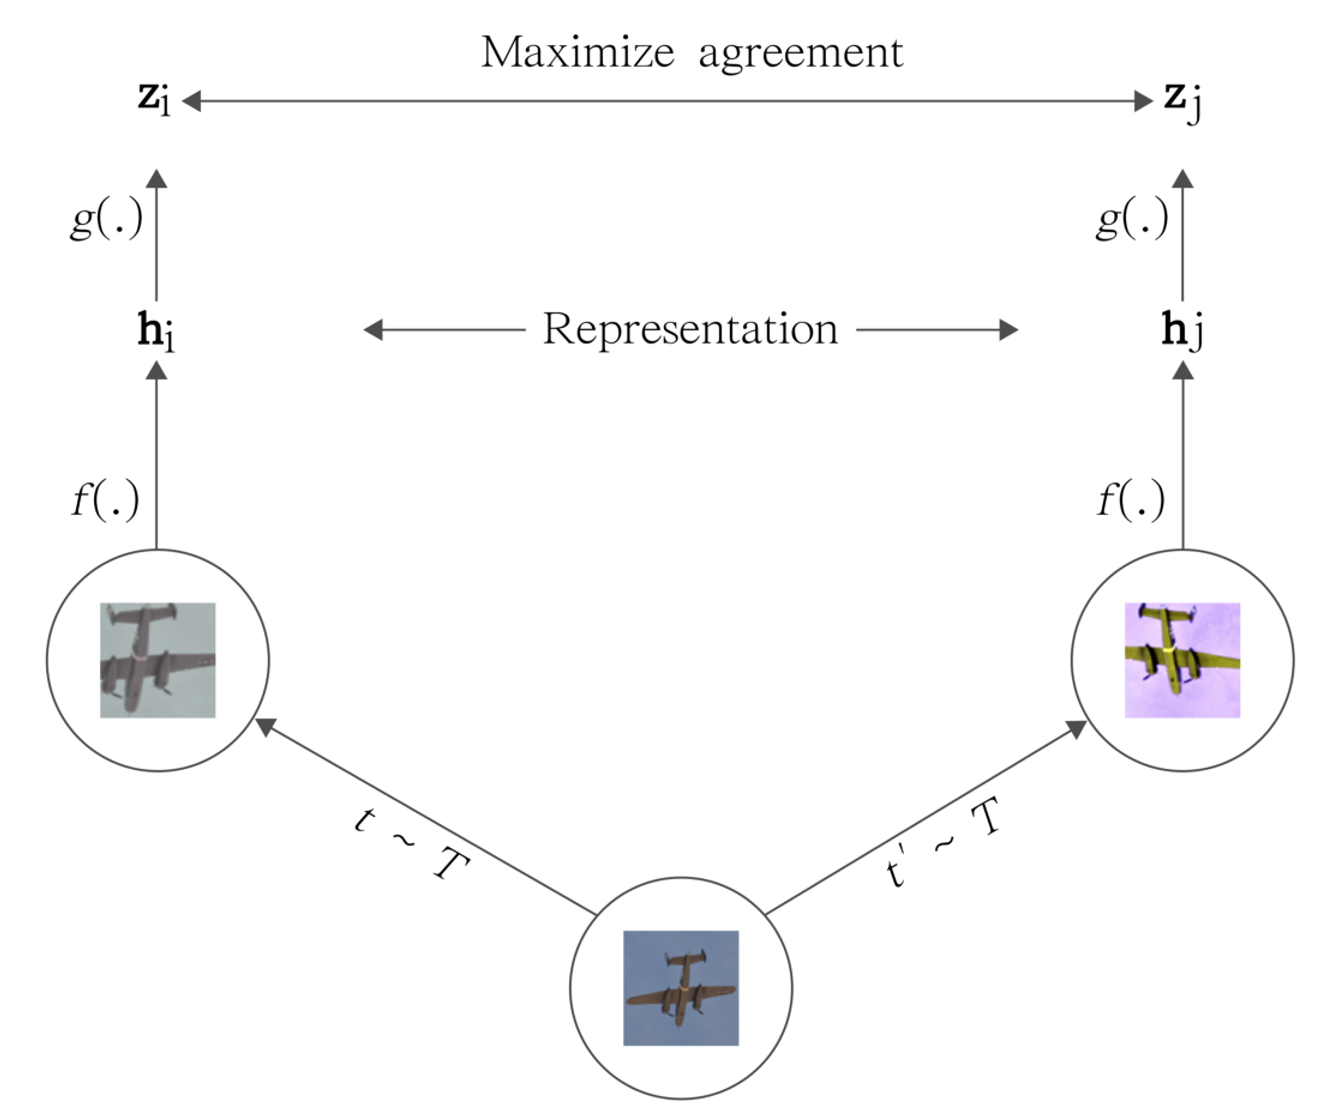 Maximize agreement
zi
zj
g(.)
g(.)
hi
Representation
hj
f(.)
f(.)
t ~ T
t' ~ T